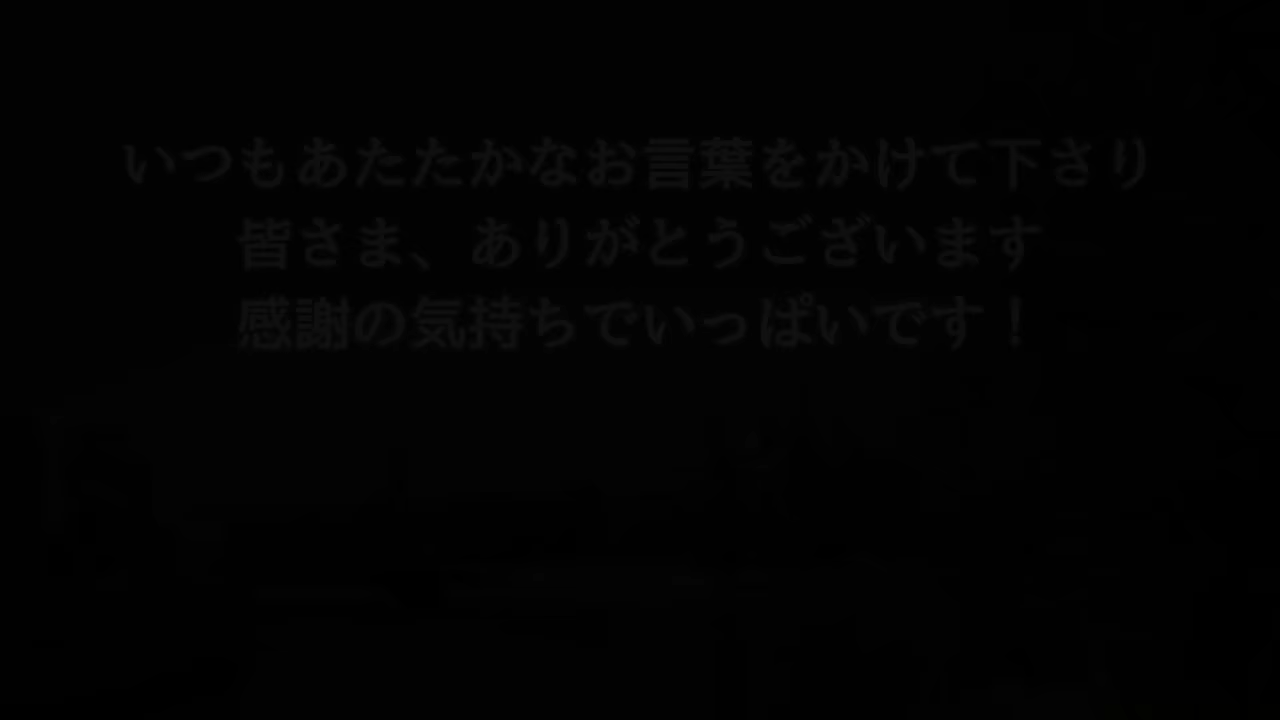 いつもあたたかなお言葉をかけて下さり
皆さま、ありがとうございます
感謝の気持ちでいっぱいです！